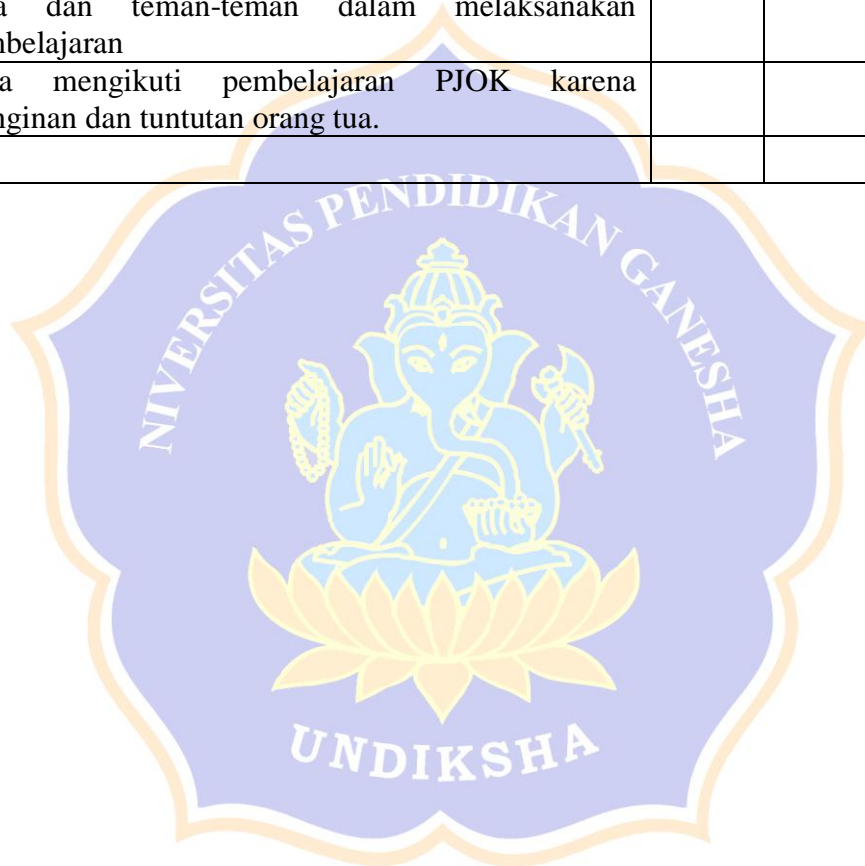 a dan teman-teman dalam melaksanakan
mbelajaran
a mengikuti pembelajaran PJOK karena
nginan dan tuntutan orang tua.
NIVERSITAS PENDIDIKAN GANESHA
UNDIKSHA